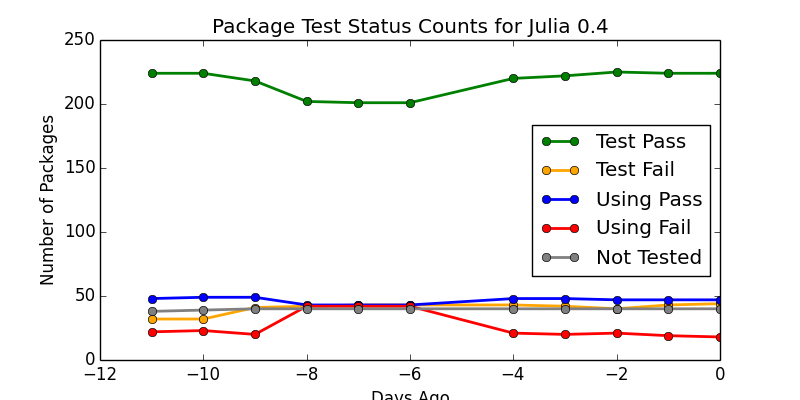 Package Test Status Counts for Julia 0.4
250
200
150
100
50
0
Number of Packages
Test Pass
Test Fail
Using Pass
Using Fail
Not Tested
−12
−10
−8
−6
−4
−2
0
Days Ago